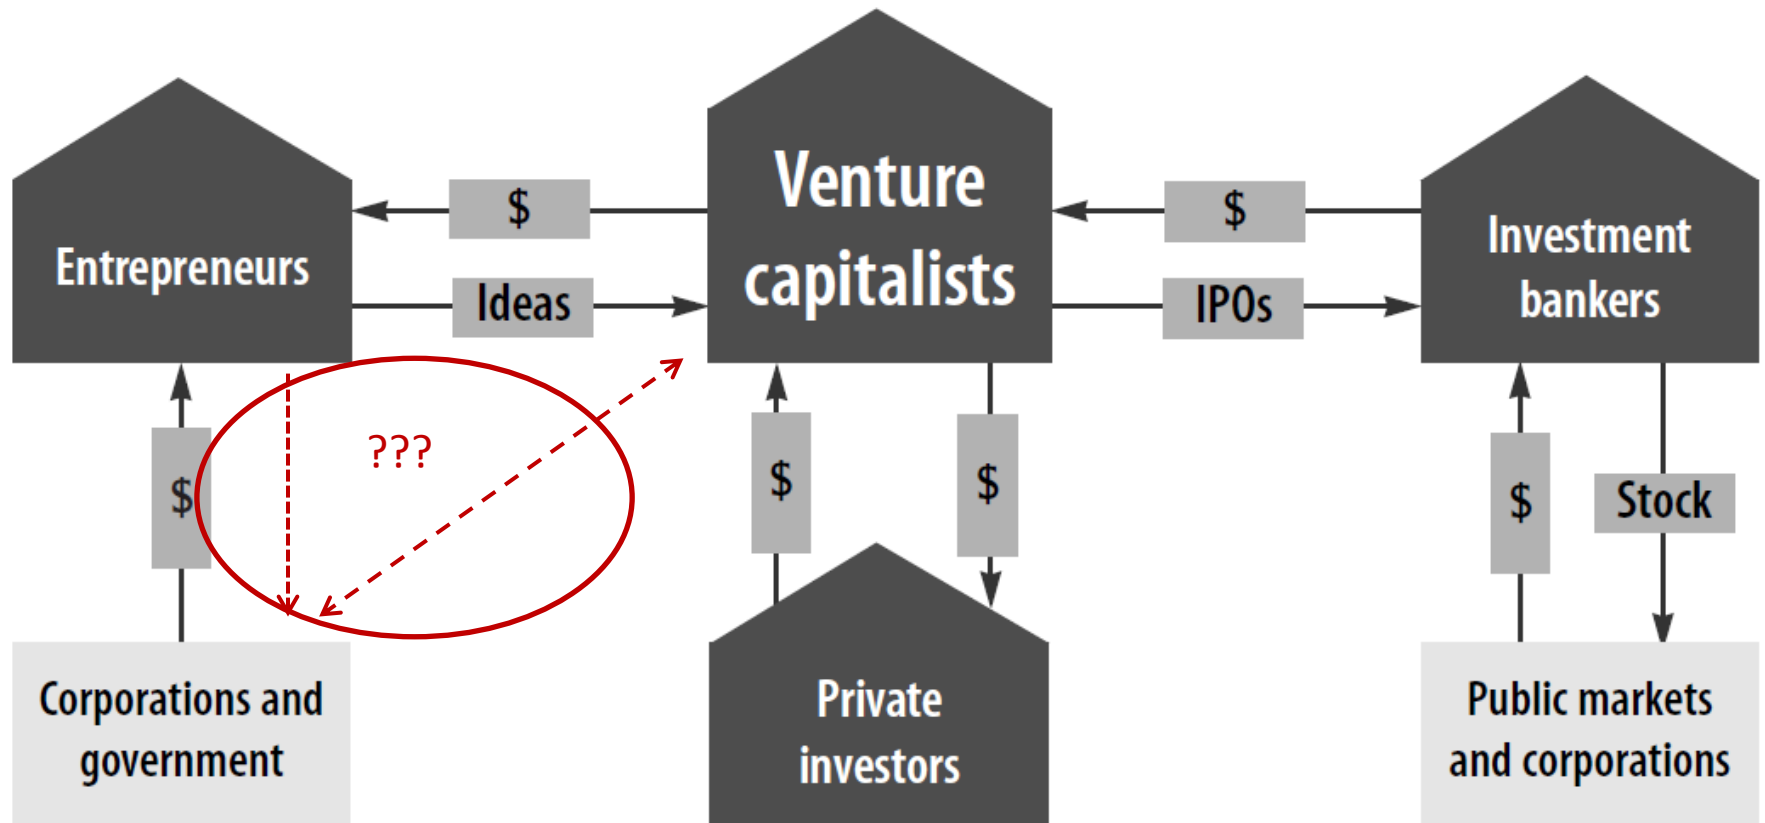 Venture
capitalists
Entrepreneurs
$
Ideas
$
IPOs
Investment
bankers
$
???
$
$
$
Stock
Corporations and
government
Private
investors
Public markets
and corporations